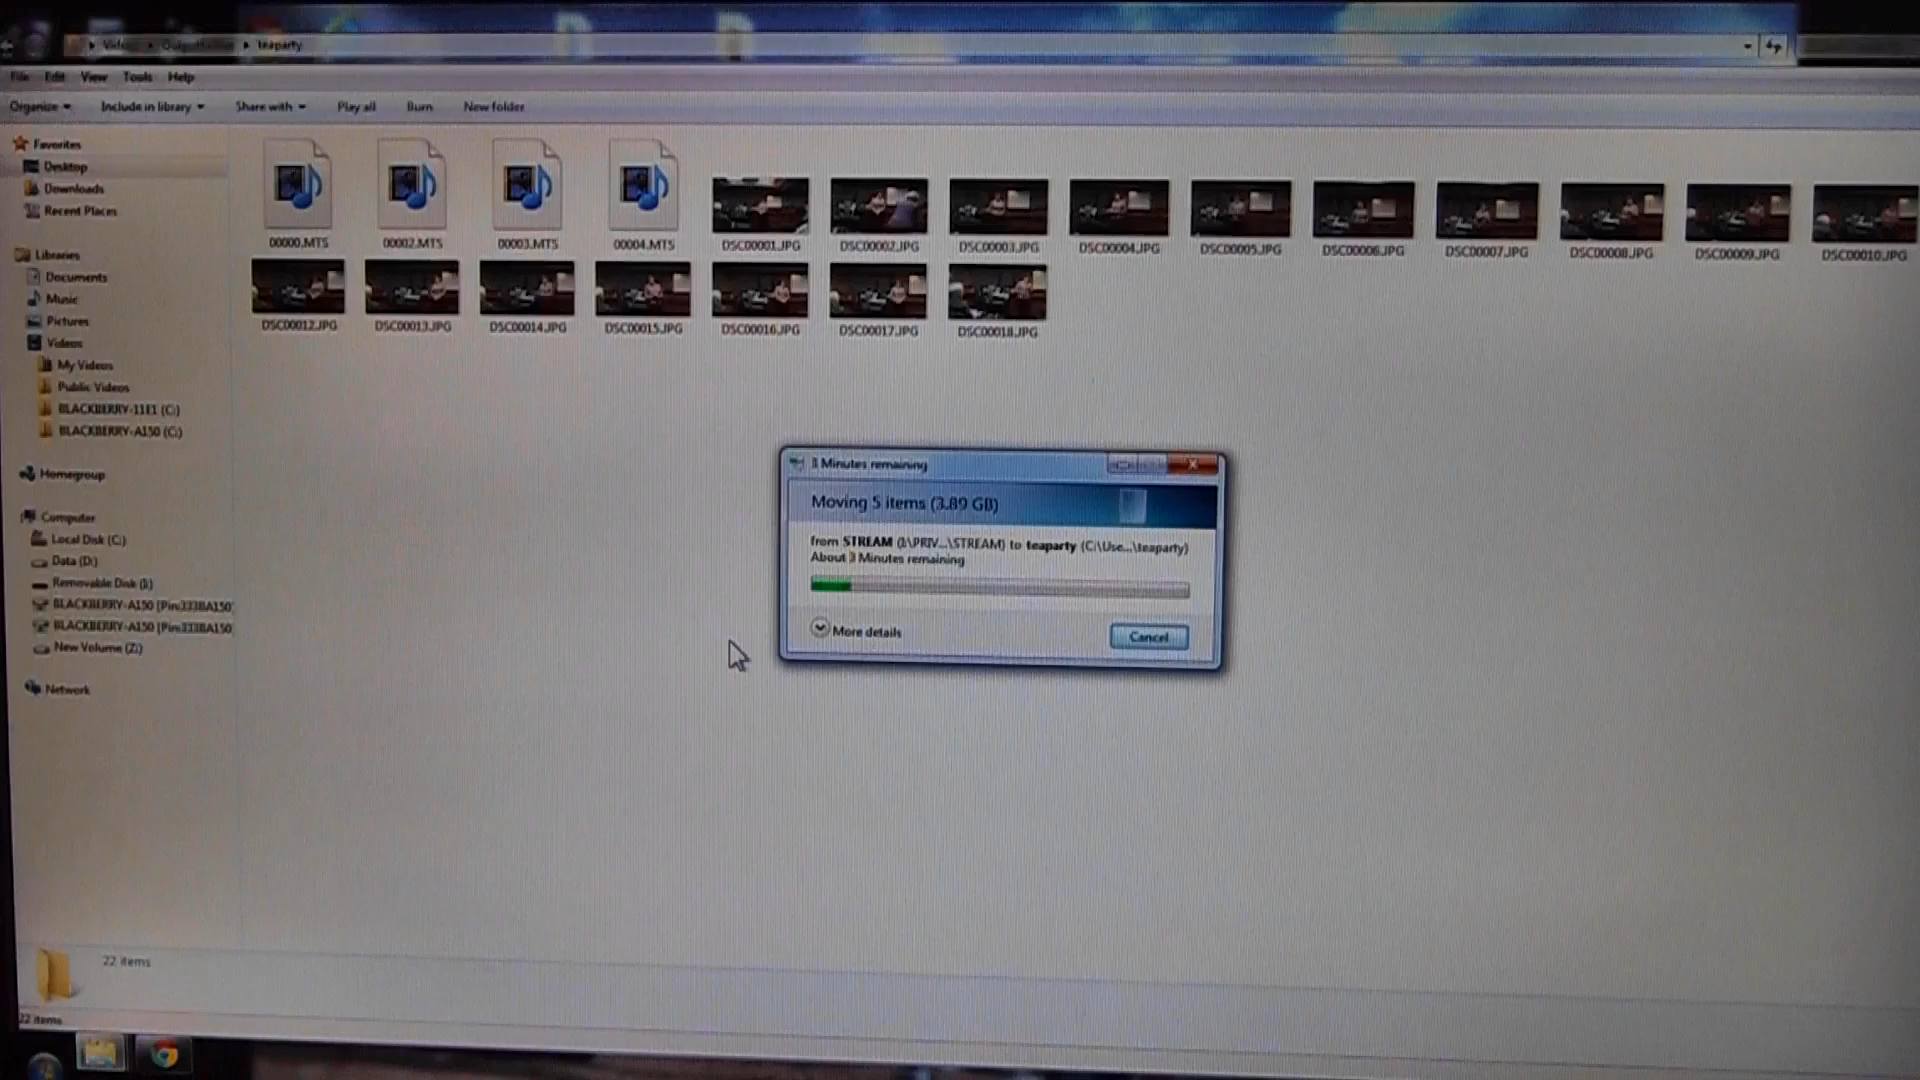 teaparty
File Edit View Tools Help
Organize Include in library Share with Play all Burn New folder
Favorites
Desktop
Downloads
Recent Places
Libraries
Documents
Music
Pictures
Videos
My Videos
Public Videos
BLACKBERRY-11E1 (C:)
BLACKBERRY-A150 (C:)
Homegroup
Computer
Local Disk (C:)
Data (D:)
Removable Disk (I:)
BLACKBERRY-A150 [Pin:333BA150]
BLACKBERRY-A150 [Pin:333BA150]
New Volume (Z:)
Network
00000.MTS 00002.MTS 00003.MTS 00004.MTS DSC00001.JPG DSC00002.JPG DSC00003.JPG DSC00004.JPG DSC00005.JPG DSC00006.JPG DSC00007.JPG DSC00008.JPG DSC00009.JPG DSC00010.JPG
DSC00012.JPG DSC00013.JPG DSC00014.JPG DSC00015.JPG DSC00016.JPG DSC00017.JPG DSC00018.JPG
3 Minutes remaining
Moving 5 items (3.89 GB)
from STREAM (I:\PRIV...\STREAM) to teaparty (C:\Use...\teaparty)
About 3 Minutes remaining
More details
Cancel
22 items
22 items